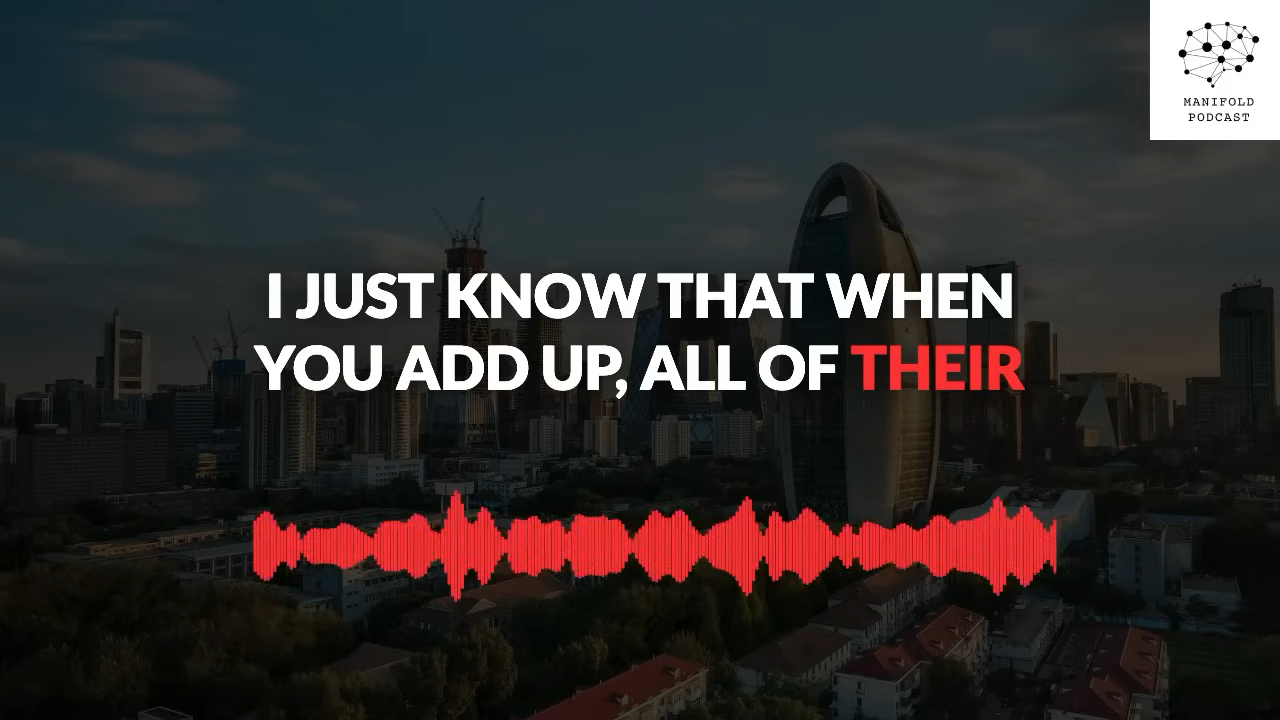 MANIFOLD
PODCAST
I JUST KNOW THAT WHEN
YOU ADD UP, ALL OF THEIR